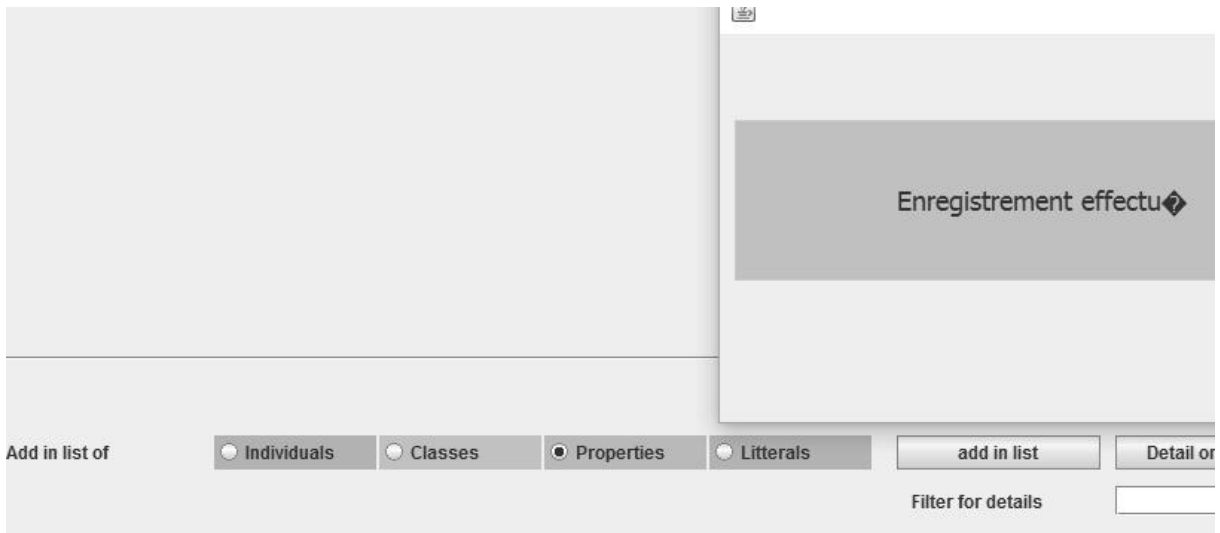 Enregistrement effectu�
Add in list of
Individuals
Classes
Properties
Litterals
add in list
Detail or
Filter for details